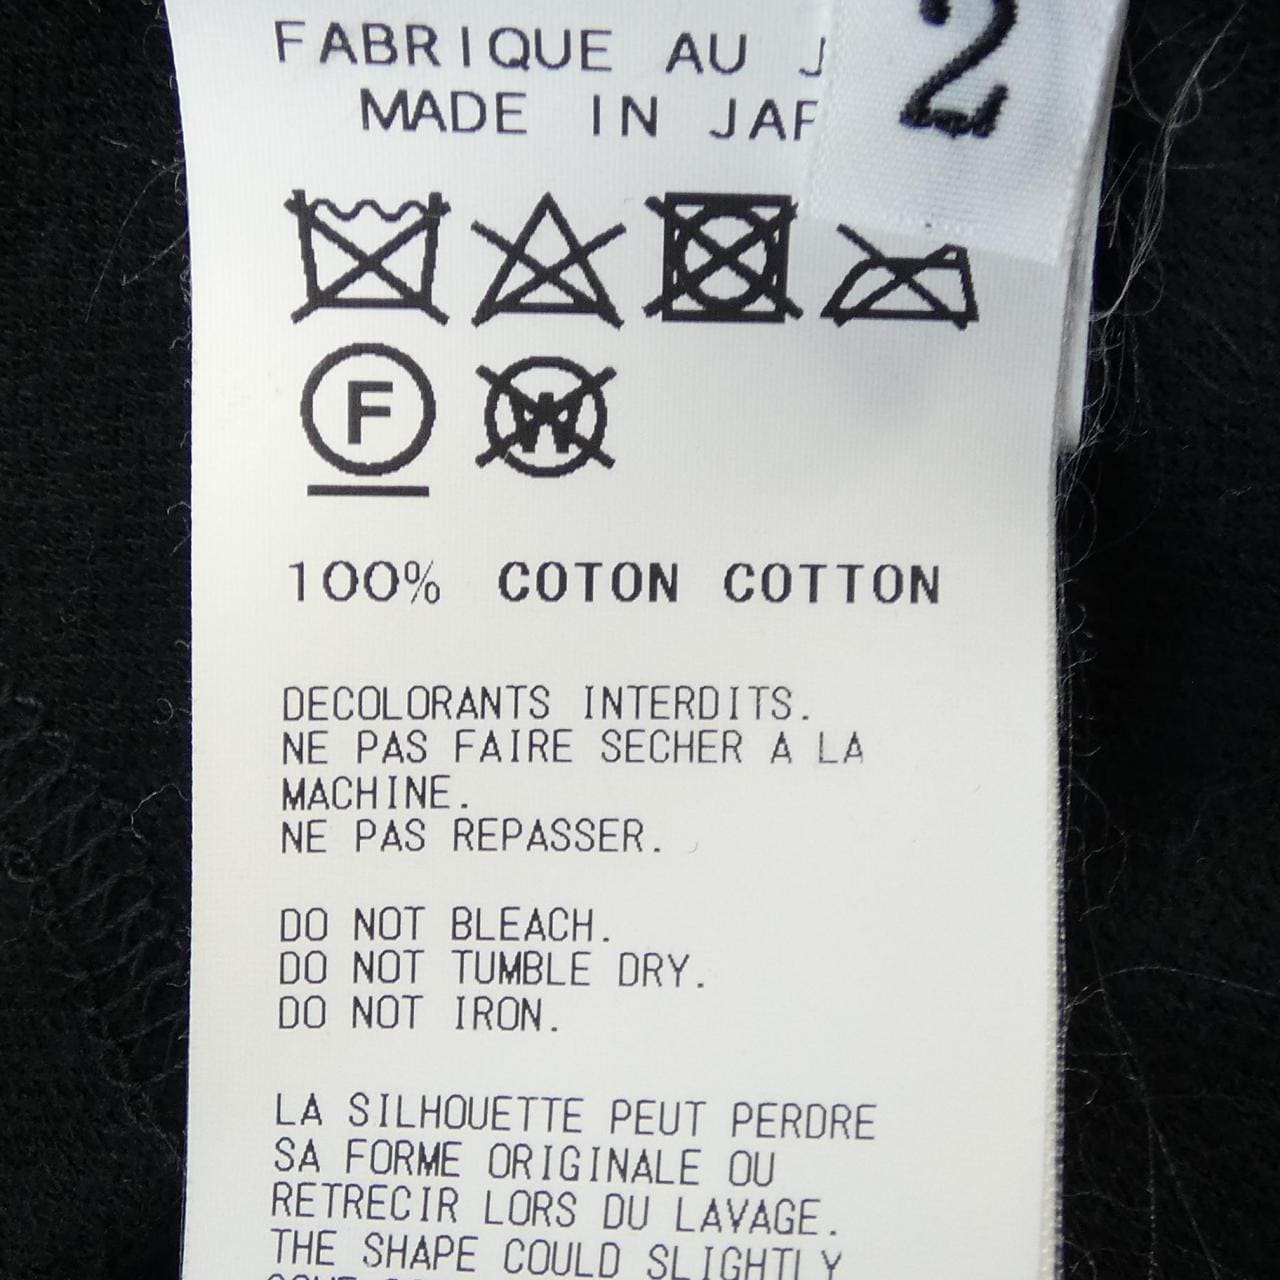 FABRIQUE AU
2
MADE IN
F
W
100% COTON COTTON
DECOLORANTS INTERDITS.
NE PAS FAIRE SECHER A LA
MACHINE.
NE PAS REPASSER.
DO NOT BLEACH.
DO NOT TUMBLE DRY.
DO NOT IRON.
LA SILHOUETTE PEUT PERDRE
SA FORME ORIGINALE OU
RETRECIR LORS DU LAVAGE.
THE SHAPE COULD SLIGHTLY